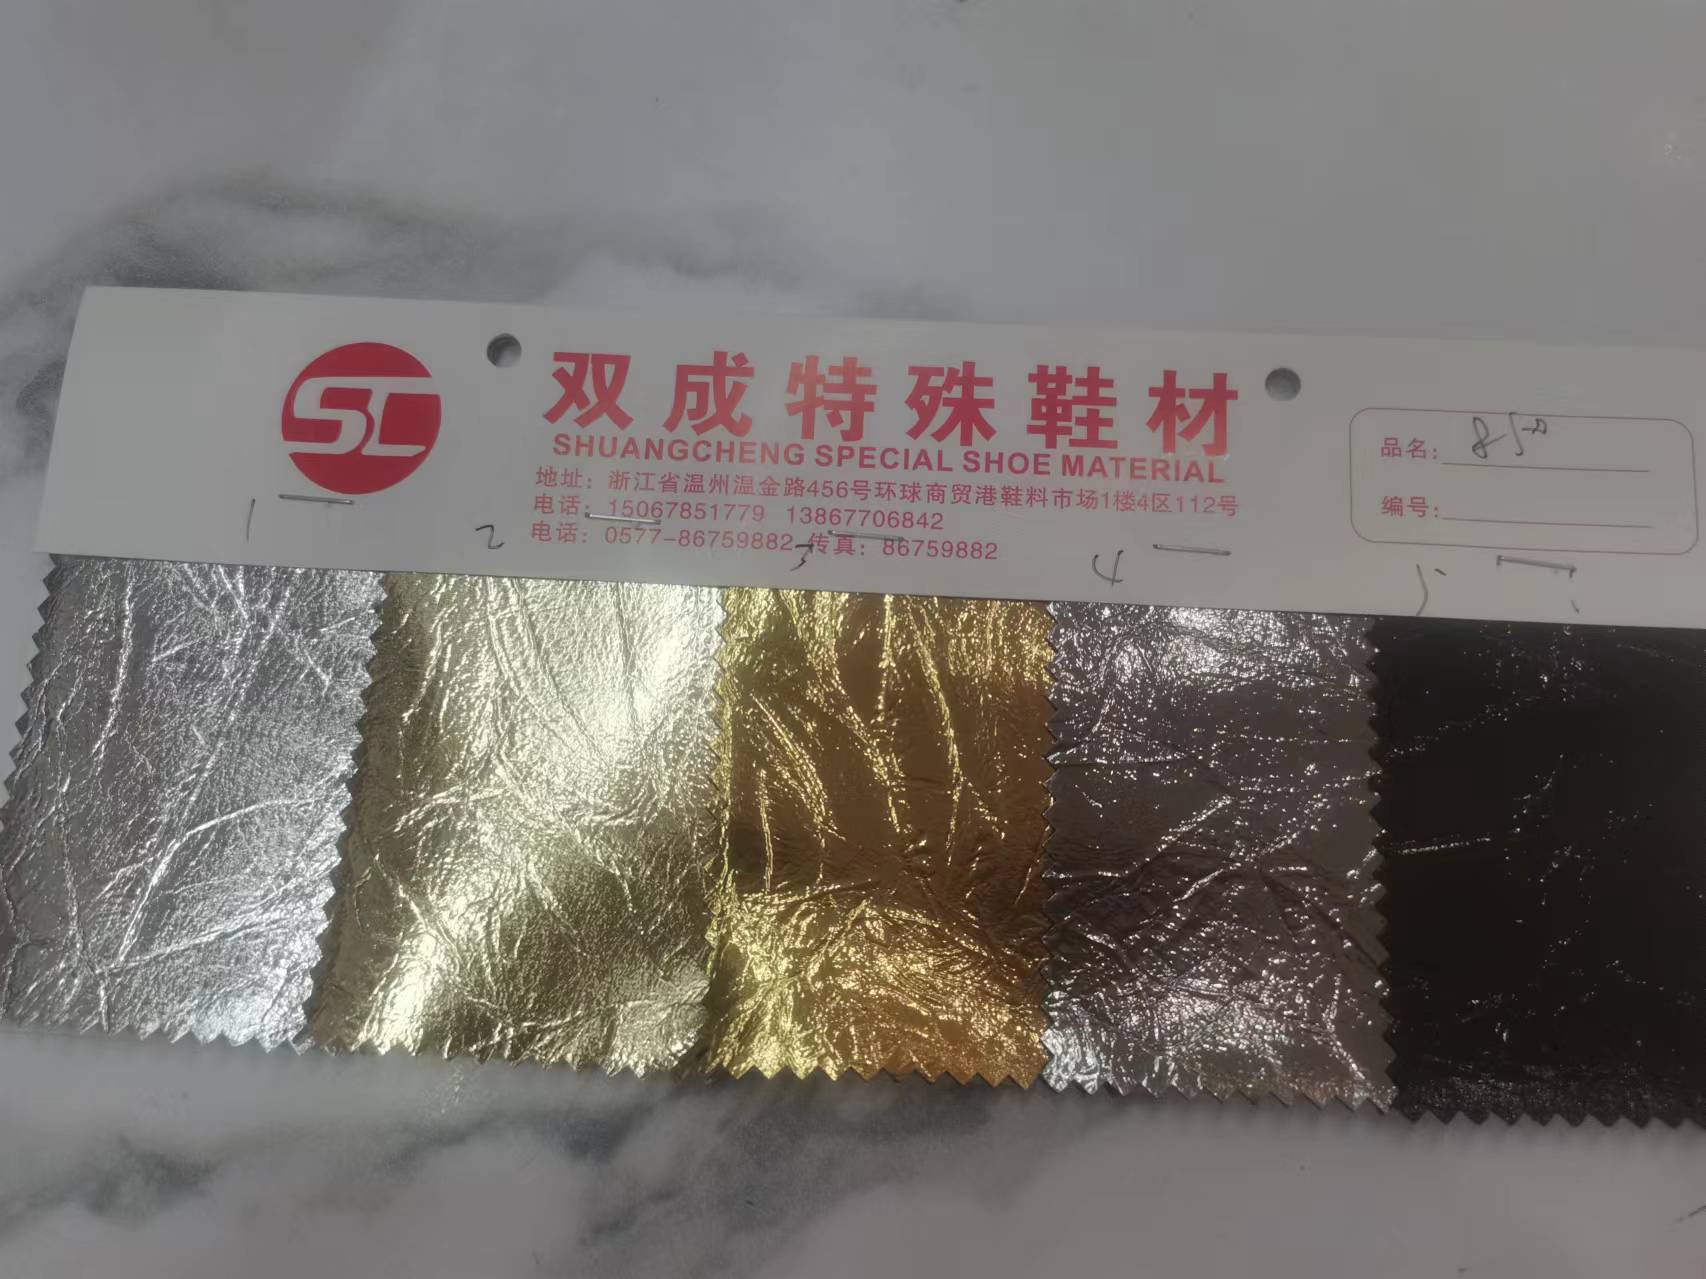 SC
双成特殊鞋材
SHUANGCHENG SPECIAL SHOE MATERIAL
地址：浙江省温州温金路456号环球商贸港鞋料市场1楼4区112号
电话：15067851779 13867706842
电话：0577-86759882 传真：86759882
品名：
编号：
1 2 3 4 5